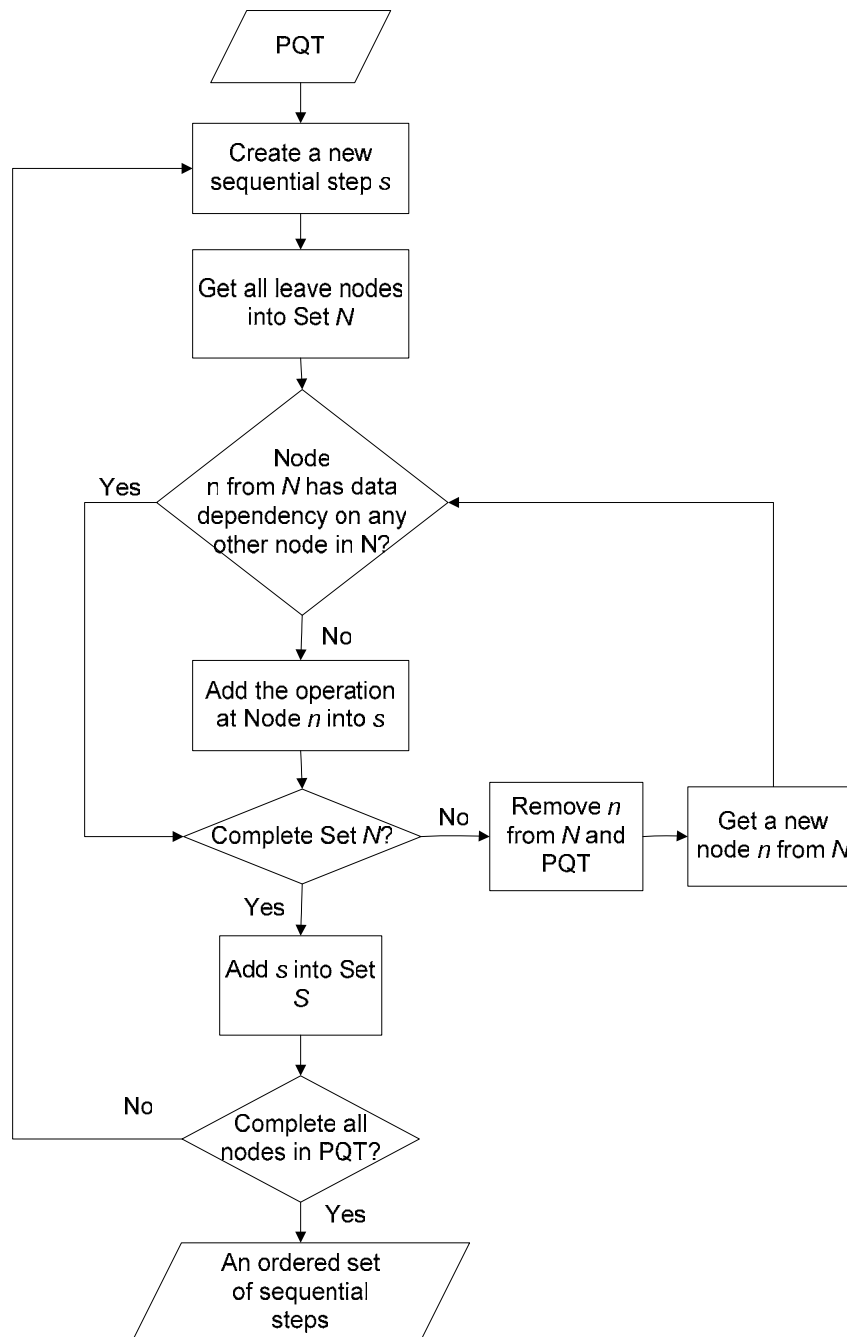 PQT
Create a new
sequential step s
Get all leave nodes
into Set N
Node
n from N has data
dependency on any
other node in N?
Yes
No
Add the operation
at Node n into s
Complete Set N?
No
Remove n
from N and
PQT
Get a new
node n from N
Yes
Add s into Set
S
No
Complete all
nodes in PQT?
Yes
An ordered set
of sequential
steps